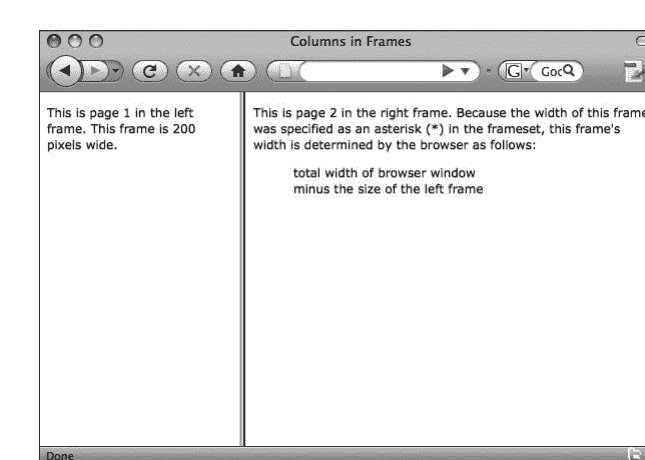 Columns in Frames
G Goo
This is page 1 in the left
frame. This frame is 200
pixels wide.
This is page 2 in the right frame. Because the width of this frame
was specified as an asterisk (*) in the frameset, this frame's
width is determined by the browser as follows:
total width of browser window
minus the size of the left frame
Done